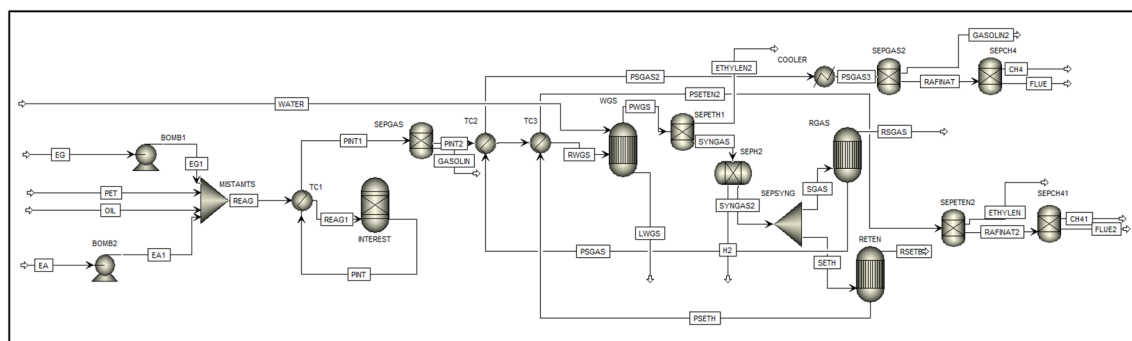 GASOLIN2
SEPGAS2
SEPCH4
COOLER
ETHYLEN2
PSGAS2
PSGAS3
CH4
RAFINAT
FLUE
PSETEN2
WATER
WGS
PWGS
SEPETH1
TC2
TC3
RGAS
RSGAS
SEPGAS
BOMB1
PINT1
PINT2
GASOLIN
SYNGAS
RWGS
EG
EG1
SEPH2
PET
MISTAMTS
TC1
SEPSYNG
SGAS
REAG
OIL
REAG1
INTEREST
SYNGAS2
SEPETEN2
ETHYLEN
SEPCH41
CH41
RAFINAT2
FLUE2
BOMB2
EA1
LWGS
PSGAS
H2
RETEN
EA
SETH
PINT
PSETH